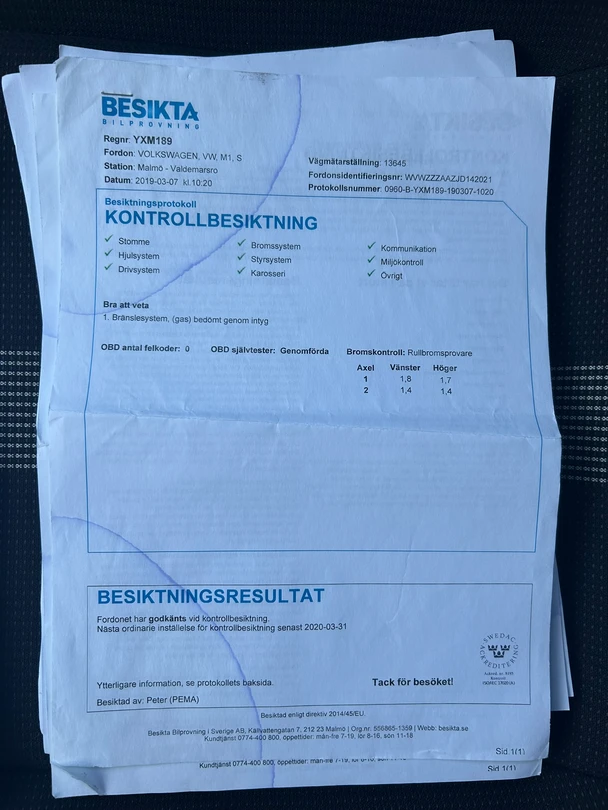 BESIKTA
BILPROVNING
Regnr: YXM189
Fordon: VOLKSWAGEN, VW, M1, S
Station: Malmö - Valdemarsro
Datum: 2019-03-07 kl.10:20
Vägmätarställning: 13645
Fordonsidentifieringsnr: WVWZZZAAZJD142021
Protokollsnummer: 0960-B-YXM189-190307-1020
Besiktningsprotokoll
KONTROLLBESIKTNING
Stomme
Hjulsystem
Drivsystem
Bromssystem
Styrsystem
Karosseri
Kommunikation
Miljökontroll
Övrigt
Bra att veta
1. Bränslesystem, (gas) bedömt genom intyg
OBD antal felkoder: 0 OBD självtester: Genomförda Bromskontroll: Rullbromsprovare
Axel Vänster Höger
1 1,8 1,7
2 1,4 1,4
BESIKTNINGSRESULTAT
Fordonet har godkänts vid kontrollbesiktning.
Nästa ordinarie inställelse för kontrollbesiktning senast 2020-03-31
SWEDAC
ACKREDITERING
Ytterligare information, se protokollets baksida.
Tack för besöket!
Besiktad av: Peter (PEMA)
Besiktad enligt direktiv 2014/45/EU.
Besikta Bilprovning i Sverige AB, Källvattengatan 7, 212 23 Malmö | Org.nr. 556865-1359 | Webb: besikta.se
Kundtjänst 0774-400 800, öppettider: mån-fre 7-19, lör 8-16, sön 11-18
Sid 1(1)
Kundtjänst 0774-400 800, öppettider: mån-fre 7-19,
Sid 1(1)